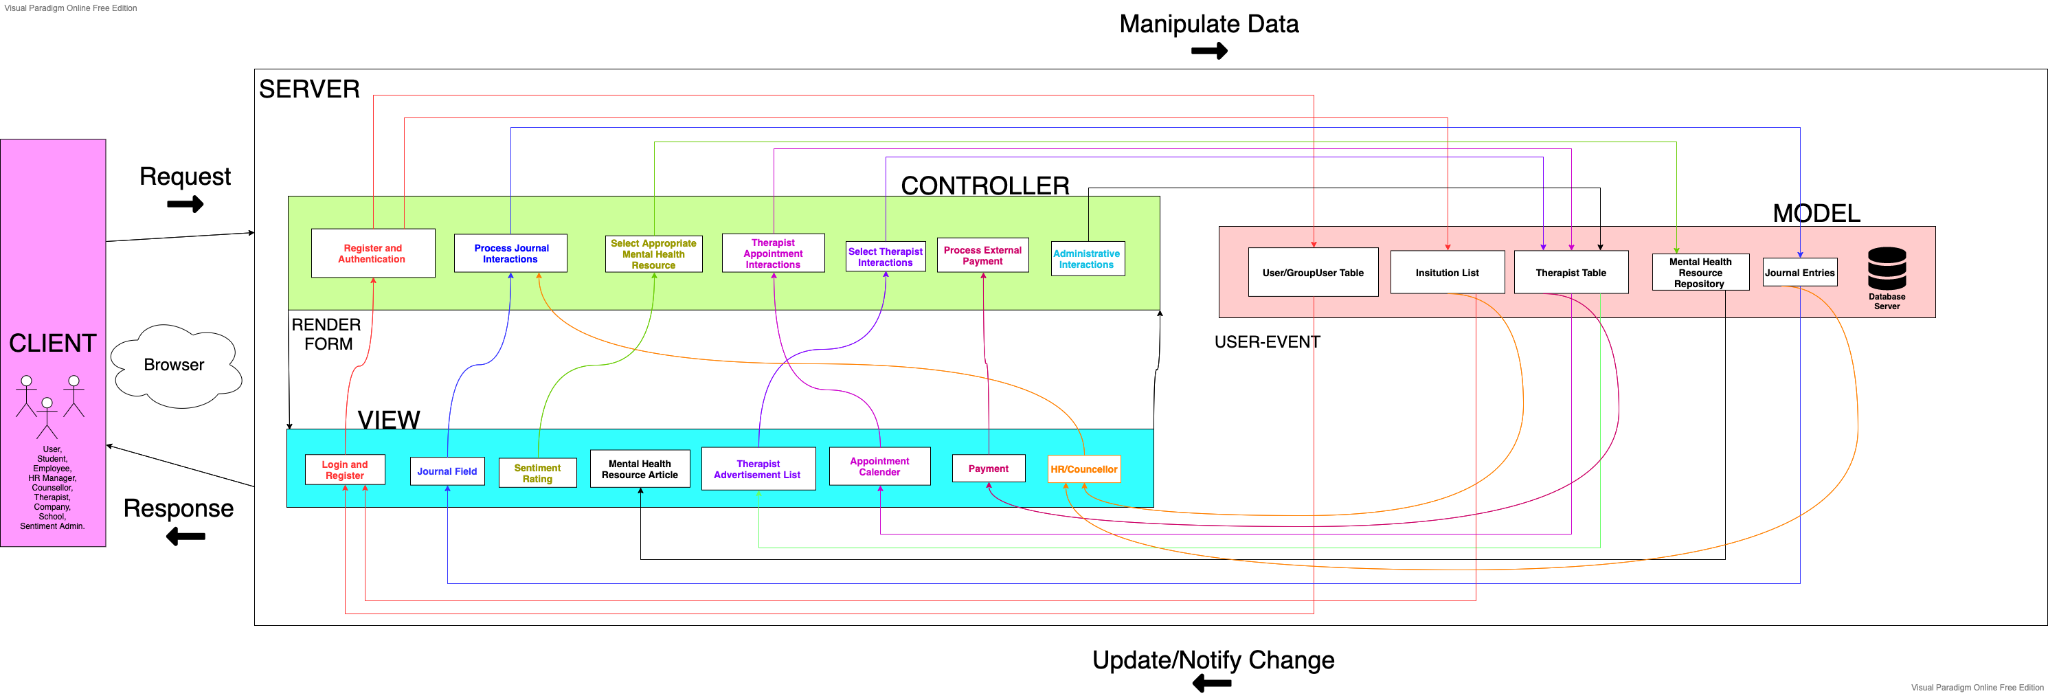 Visual Paradigm Online Free Edition
Manipulate Data
SERVER
Request
CONTROLLER
MODEL
Register and
Authentication
Process Journal
Interactions
Select Appropriate
Mental Health
Resource
Therapist
Appointment
Interactions
Select Therapist
Interactions
Process External
Payment
Administrative
Interactions
User/GroupUser Table
Insitution List
Therapist Table
Mental Health
Resource
Repository
Journal Entries
Database
Server
RENDER
FORM
USER-EVENT
CLIENT
Browser
User,
Student,
Employee,
HR Manager,
Counsellor,
Therapist,
Company,
School,
Sentiment Admin.
VIEW
Login and
Register
Journal Field
Sentiment
Rating
Mental Health
Resource Article
Therapist
Advertisement List
Appointment
Calender
Payment
HR/Councellor
Response
Update/Notify Change
Visual Paradigm Online Free Edition